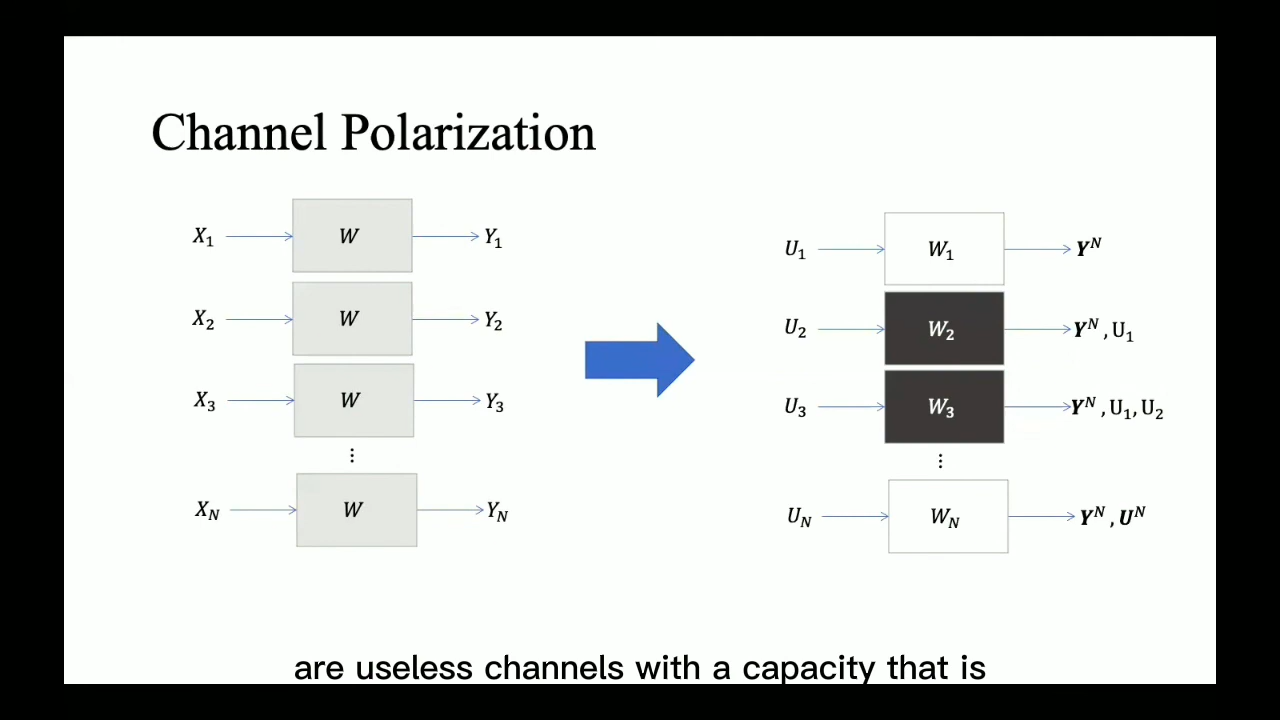 Channel Polarization
X₁ W Y₁
X₂ W Y₂
X₃ W Y₃
⋮
X_N W Y_N
U₁ W₁ Y^N
U₂ W₂ Y^N ,U₁
U₃ W₃ Y^N ,U₁,U₂
⋮
U_N W_N Y^N ,U^N
are useless channels with a capacity that is